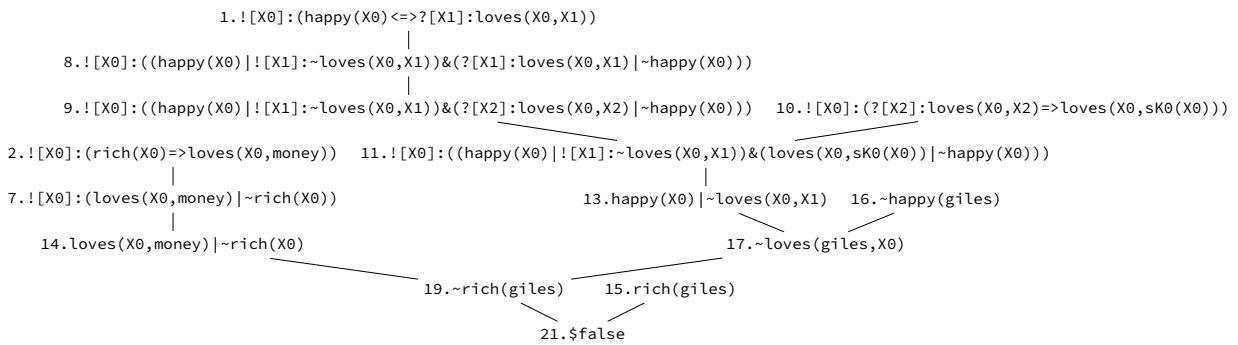 1.![X0]:(happy(X0)<=>?[X1]:loves(X0,X1))
8.![X0]:((happy(X0)|![X1]:~loves(X0,X1))&(?[X1]:loves(X0,X1)|~happy(X0)))
9.![X0]:((happy(X0)|![X1]:~loves(X0,X1))&(?[X2]:loves(X0,X2)|~happy(X0))) 10.![X0]:(?[X2]:loves(X0,X2)=>loves(X0,sK0(X0)))
2.![X0]:(rich(X0)=>loves(X0,money)) 11.![X0]:((happy(X0)|![X1]:~loves(X0,X1))&(loves(X0,sK0(X0))|~happy(X0)))
7.![X0]:(loves(X0,money)|~rich(X0)) 13.happy(X0)|~loves(X0,X1) 16.~happy(giles)
14.loves(X0,money)|~rich(X0) 17.~loves(giles,X0)
19.~rich(giles) 15.rich(giles)
21.$false